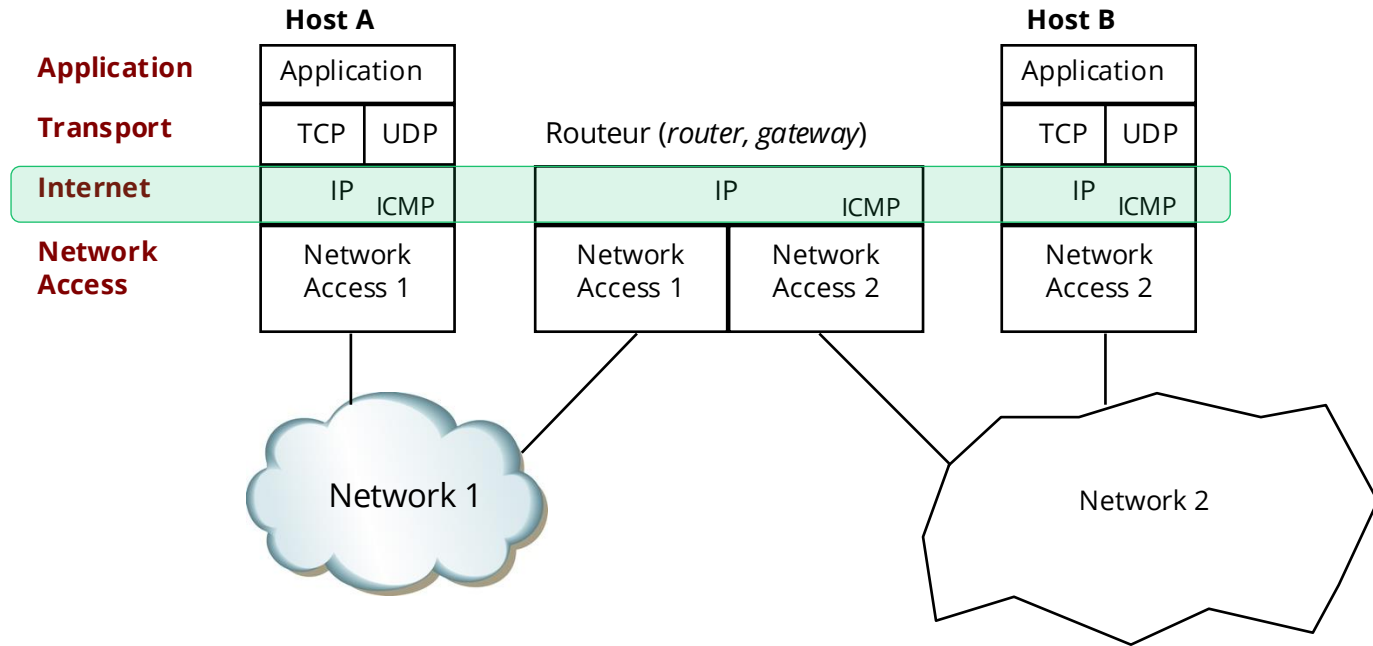 Host A
Host B
Application
Application
Application
Transport
TCP
UDP
Routeur (router, gateway)
TCP
UDP
Internet
IP
ICMP
IP
ICMP
IP
ICMP
Network
Access
Network
Access 1
Network
Access 1
Network
Access 2
Network
Access 2
Network 1
Network 2